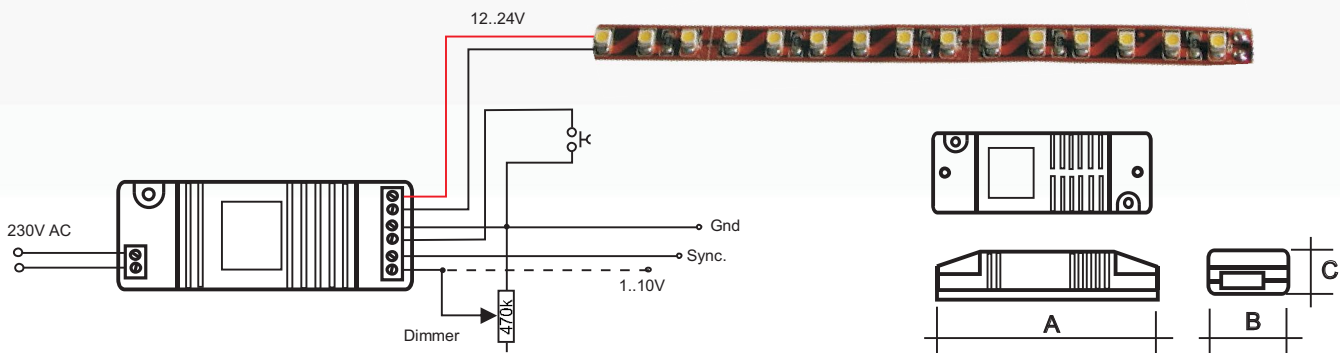 12..24V
230V AC
Gnd
Sync.
1..10V
Dimmer
470k
A
B
C